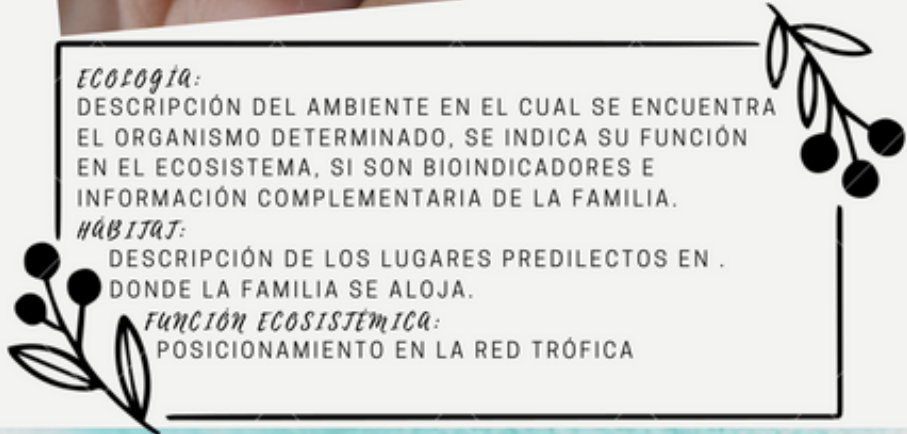 ECOLOGÍA:
DESCRIPCIÓN DEL AMBIENTE EN EL CUAL SE ENCUENTRA
EL ORGANISMO DETERMINADO, SE INDICA SU FUNCIÓN
EN EL ECOSISTEMA, SI SON BIOINDICADORES E
INFORMACIÓN COMPLEMENTARIA DE LA FAMILIA.
HÁBITAT:
DESCRIPCIÓN DE LOS LUGARES PREDILECTOS EN .
DONDE LA FAMILIA SE ALOJA.
FUNCIÓN ECOSISTÉMICA:
POSICIONAMIENTO EN LA RED TRÓFICA